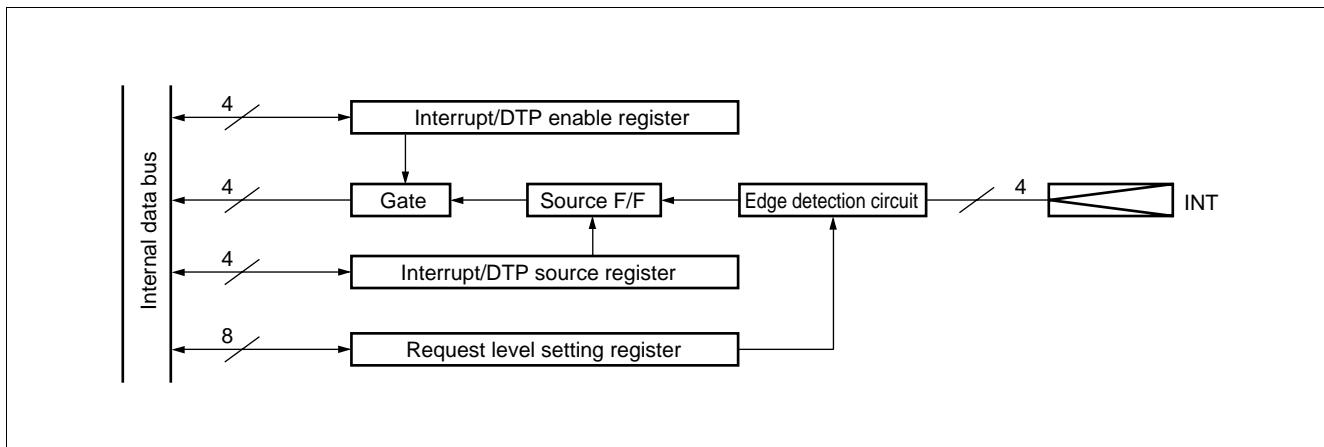 Internal data bus
4
Interrupt/DTP enable register
4
Gate
Source F/F
Edge detection circuit
4
INT
4
Interrupt/DTP source register
8
Request level setting register